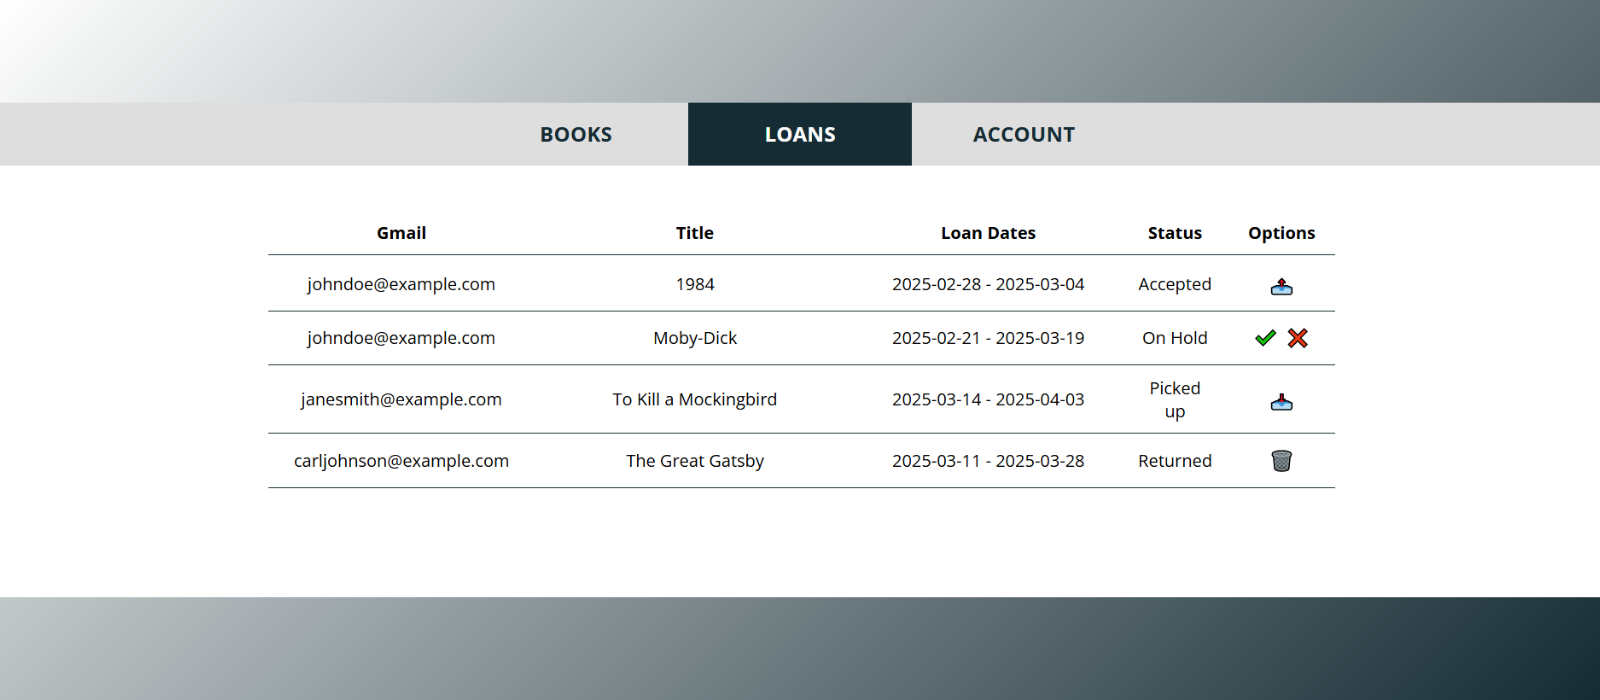 BOOKS LOANS ACCOUNT
Gmail Title Loan Dates Status Options
johndoe@example.com 1984 2025-02-28 - 2025-03-04 Accepted
johndoe@example.com Moby-Dick 2025-02-21 - 2025-03-19 On Hold
janesmith@example.com To Kill a Mockingbird 2025-03-14 - 2025-04-03 Picked
up
carljohnson@example.com The Great Gatsby 2025-03-11 - 2025-03-28 Returned